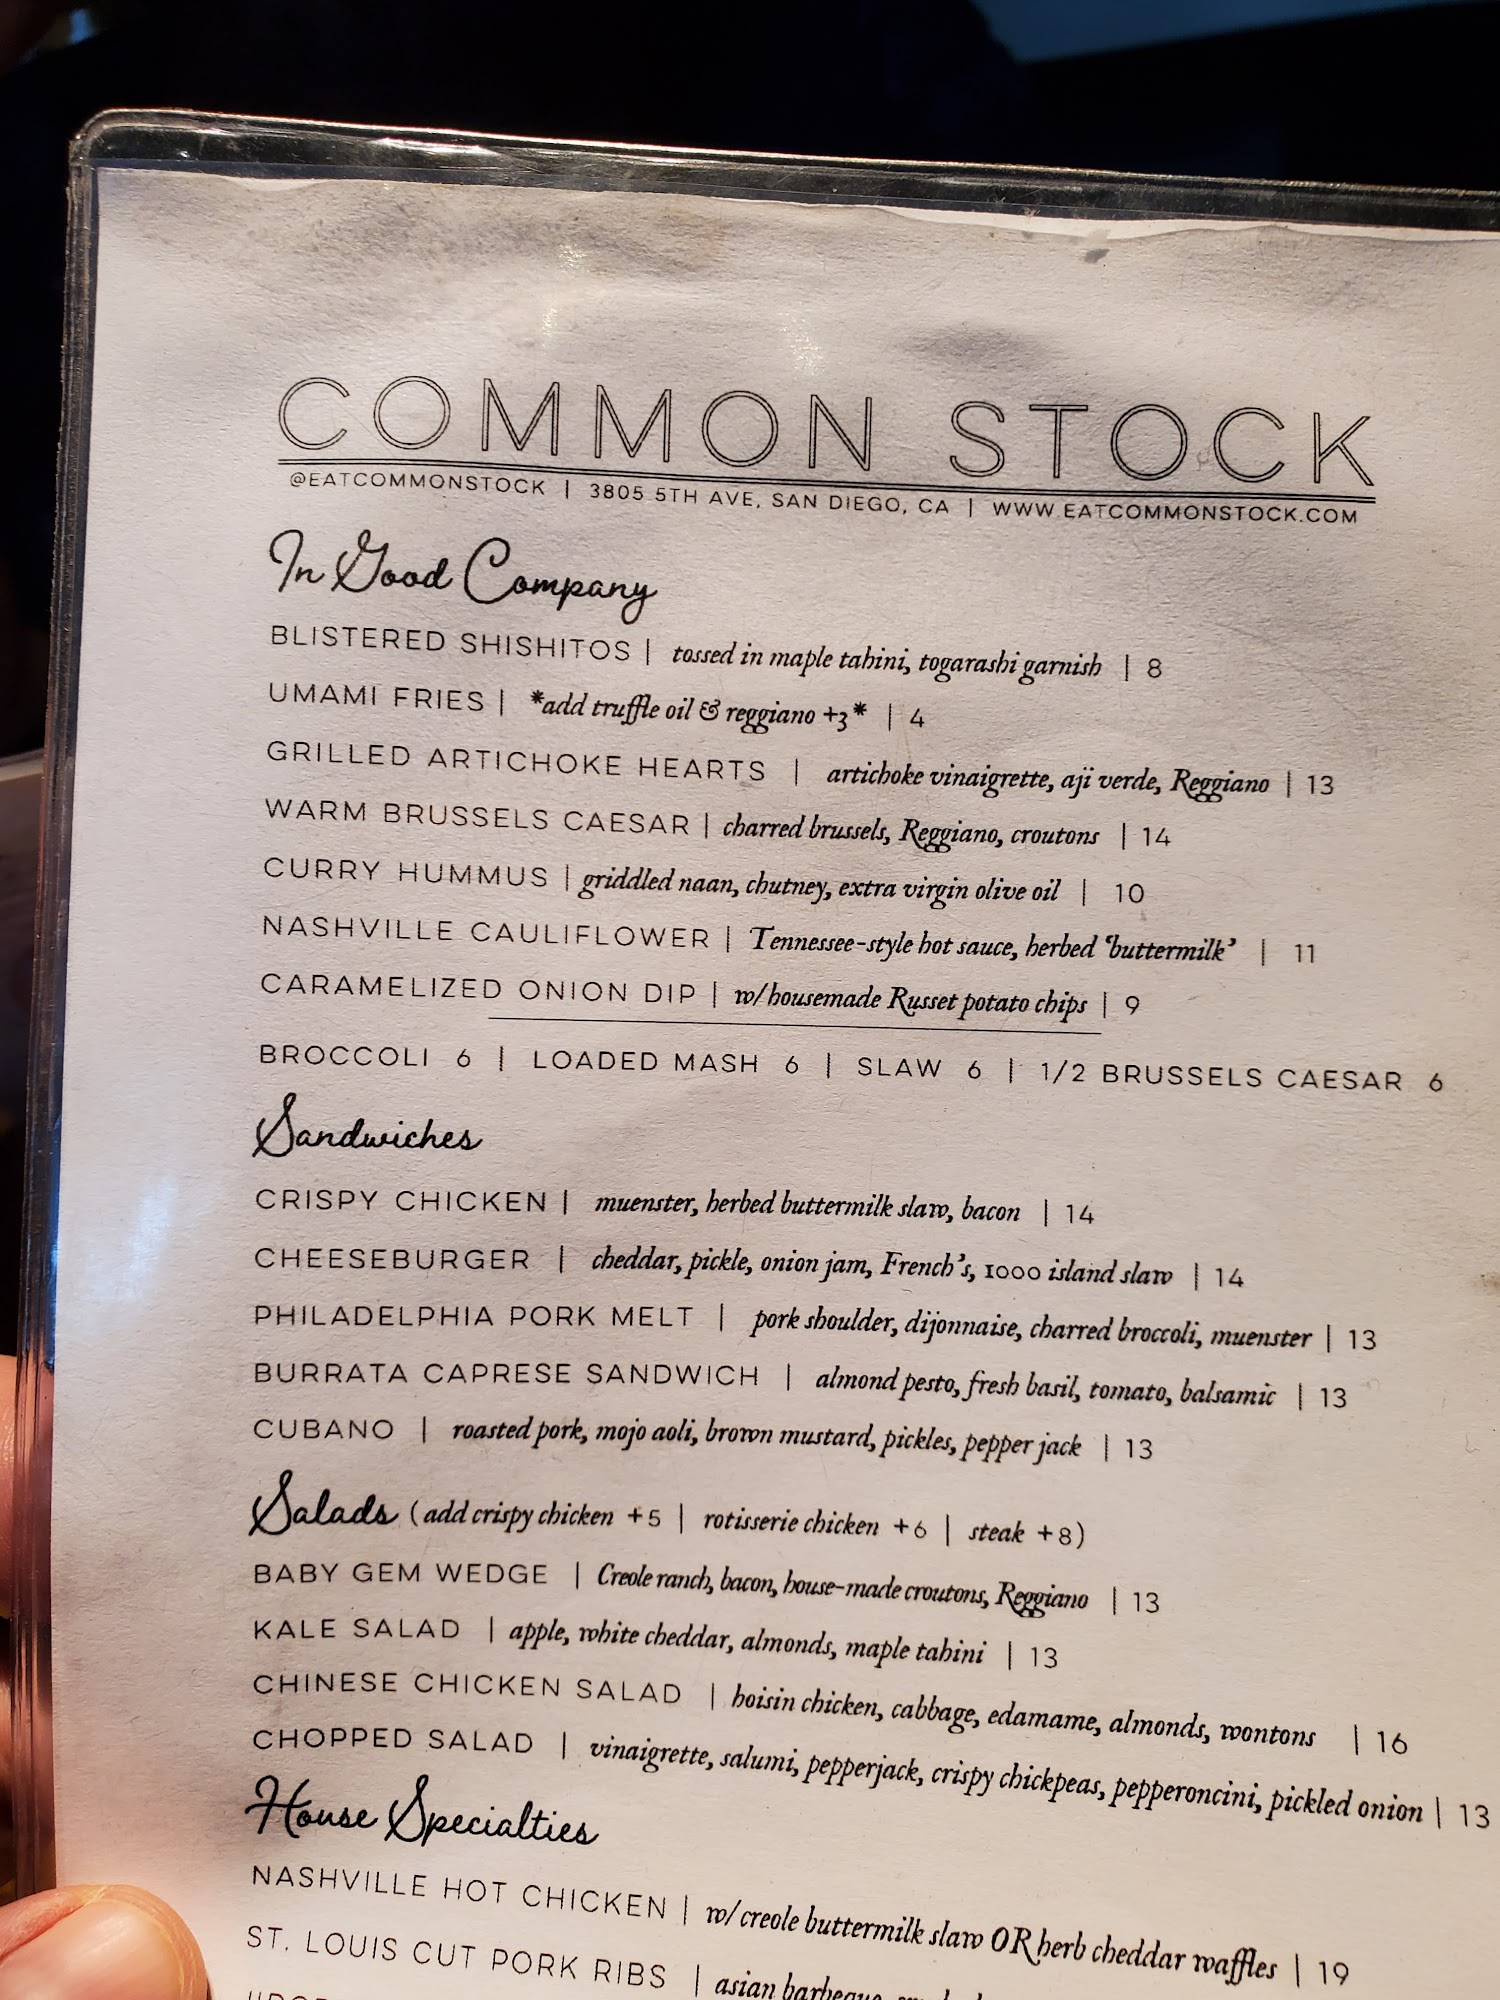 COMMON STOCK
@EATCOMMONSTOCK | 3805 5TH AVE, SAN DIEGO, CA | WWW.EATCOMMONSTOCK.COM
In Good Company
BLISTERED SHISHITOS | tossed in maple tahini, togarashi garnish | 8
UMAMI FRIES | *add truffle oil & reggiano +3* | 4
GRILLED ARTICHOKE HEARTS | artichoke vinaigrette, aji verde, Reggiano | 13
WARM BRUSSELS CAESAR | charred brussels, Reggiano, croutons | 14
CURRY HUMMUS | griddled naan, chutney, extra virgin olive oil | 10
NASHVILLE CAULIFLOWER | Tennessee-style hot sauce, herbed 'buttermilk' | 11
CARAMELIZED ONION DIP | w/housemade Russet potato chips | 9
BROCCOLI 6 | LOADED MASH 6 | SLAW 6 | 1/2 BRUSSELS CAESAR 6
Sandwiches
CRISPY CHICKEN | muenster, herbed buttermilk slaw, bacon | 14
CHEESEBURGER | cheddar, pickle, onion jam, French's, 1000 island slaw | 14
PHILADELPHIA PORK MELT | pork shoulder, dijonnaise, charred broccoli, muenster | 13
BURRATA CAPRESE SANDWICH | almond pesto, fresh basil, tomato, balsamic | 13
CUBANO | roasted pork, mojo aoli, brown mustard, pickles, pepper jack | 13
Salads (add crispy chicken +5 | rotisserie chicken +6 | steak +8)
BABY GEM WEDGE | Creole ranch, bacon, house-made croutons, Reggiano | 13
KALE SALAD | apple, white cheddar, almonds, maple tahini | 13
CHINESE CHICKEN SALAD | hoisin chicken, cabbage, edamame, almonds, wontons | 16
CHOPPED SALAD | vinaigrette, salumi, pepperjack, crispy chickpeas, pepperoncini, pickled onion | 13
House Specialties
NASHVILLE HOT CHICKEN | w/creole buttermilk slaw OR herb cheddar waffles | 19
ST. LOUIS CUT PORK RIBS | asian barbeque,